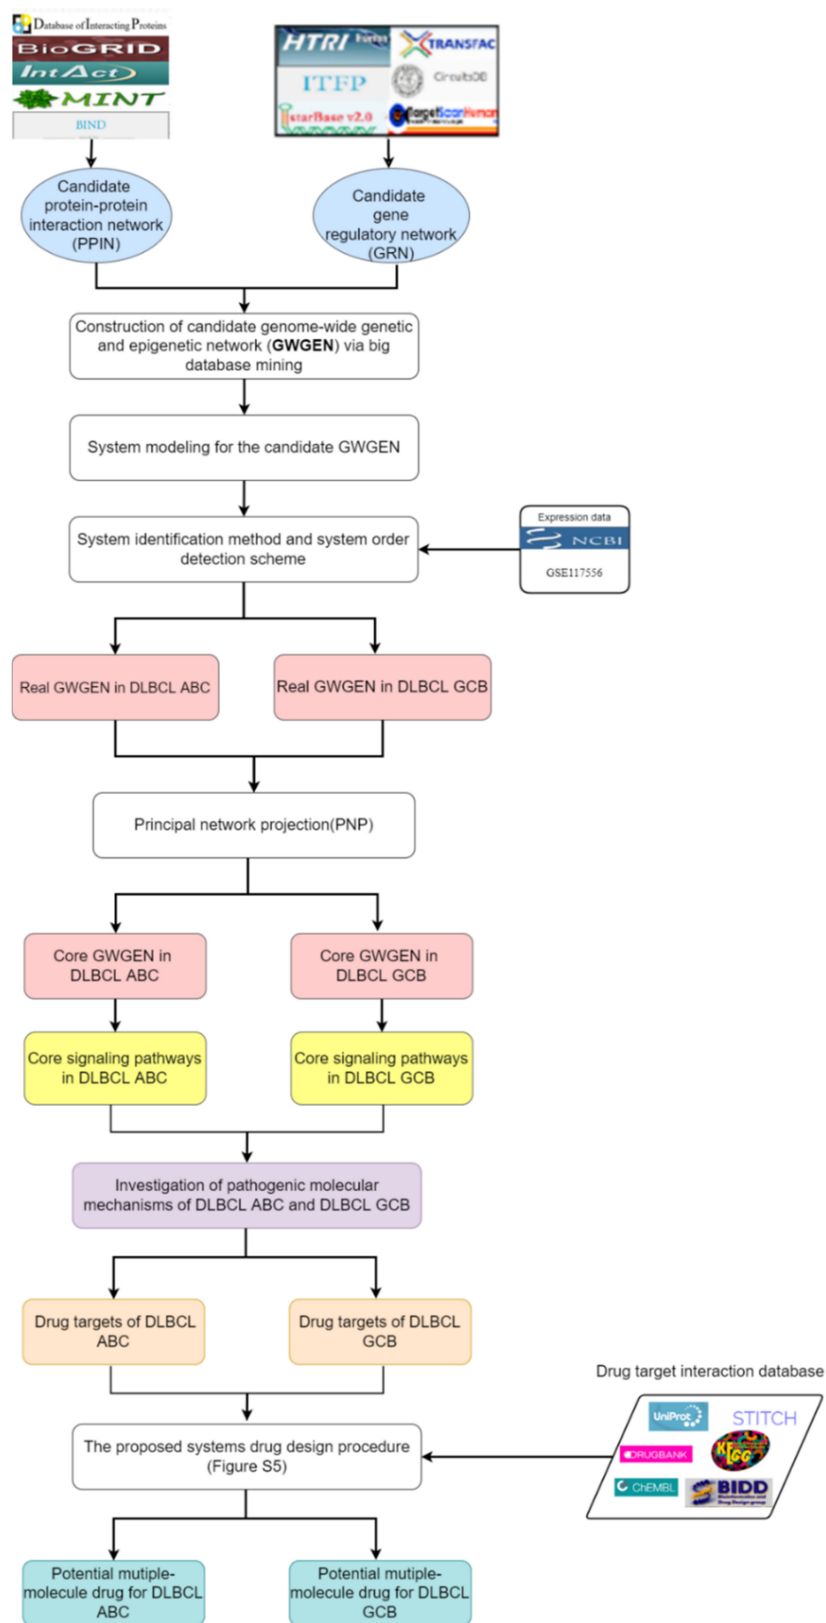 Database of Interacting Proteins
BioGRID
IntAct
MINT
BIND
HTRI
TRANSFAC
ITFP
CircuitsDB
starBase v2.0
TargetScanHuman
Candidate
protein-protein
interaction network
(PPIN)
Candidate
gene
regulatory network
(GRN)
Construction of candidate genome-wide genetic
and epigenetic network (GWGEN) via big
database mining
System modeling for the candidate GWGEN
System identification method and system order
detection scheme
Expression data
NCBI
GSE117556
Real GWGEN in DLBCL ABC
Real GWGEN in DLBCL GCB
Principal network projection(PNP)
Core GWGEN in
DLBCL ABC
Core GWGEN in
DLBCL GCB
Core signaling pathways
in DLBCL ABC
Core signaling pathways
in DLBCL GCB
Investigation of pathogenic molecular
mechanisms of DLBCL ABC and DLBCL GCB
Drug targets of DLBCL
ABC
Drug targets of DLBCL
GCB
Drug target interaction database
UniProt
STITCH
DRUGBANK
KEGG
ChEMBL
BIDD
Bioinformatics and
Drug Design group
The proposed systems drug design procedure
(Figure S5)
Potential mutiple-
molecule drug for DLBCL
ABC
Potential mutiple-
molecule drug for DLBCL
GCB